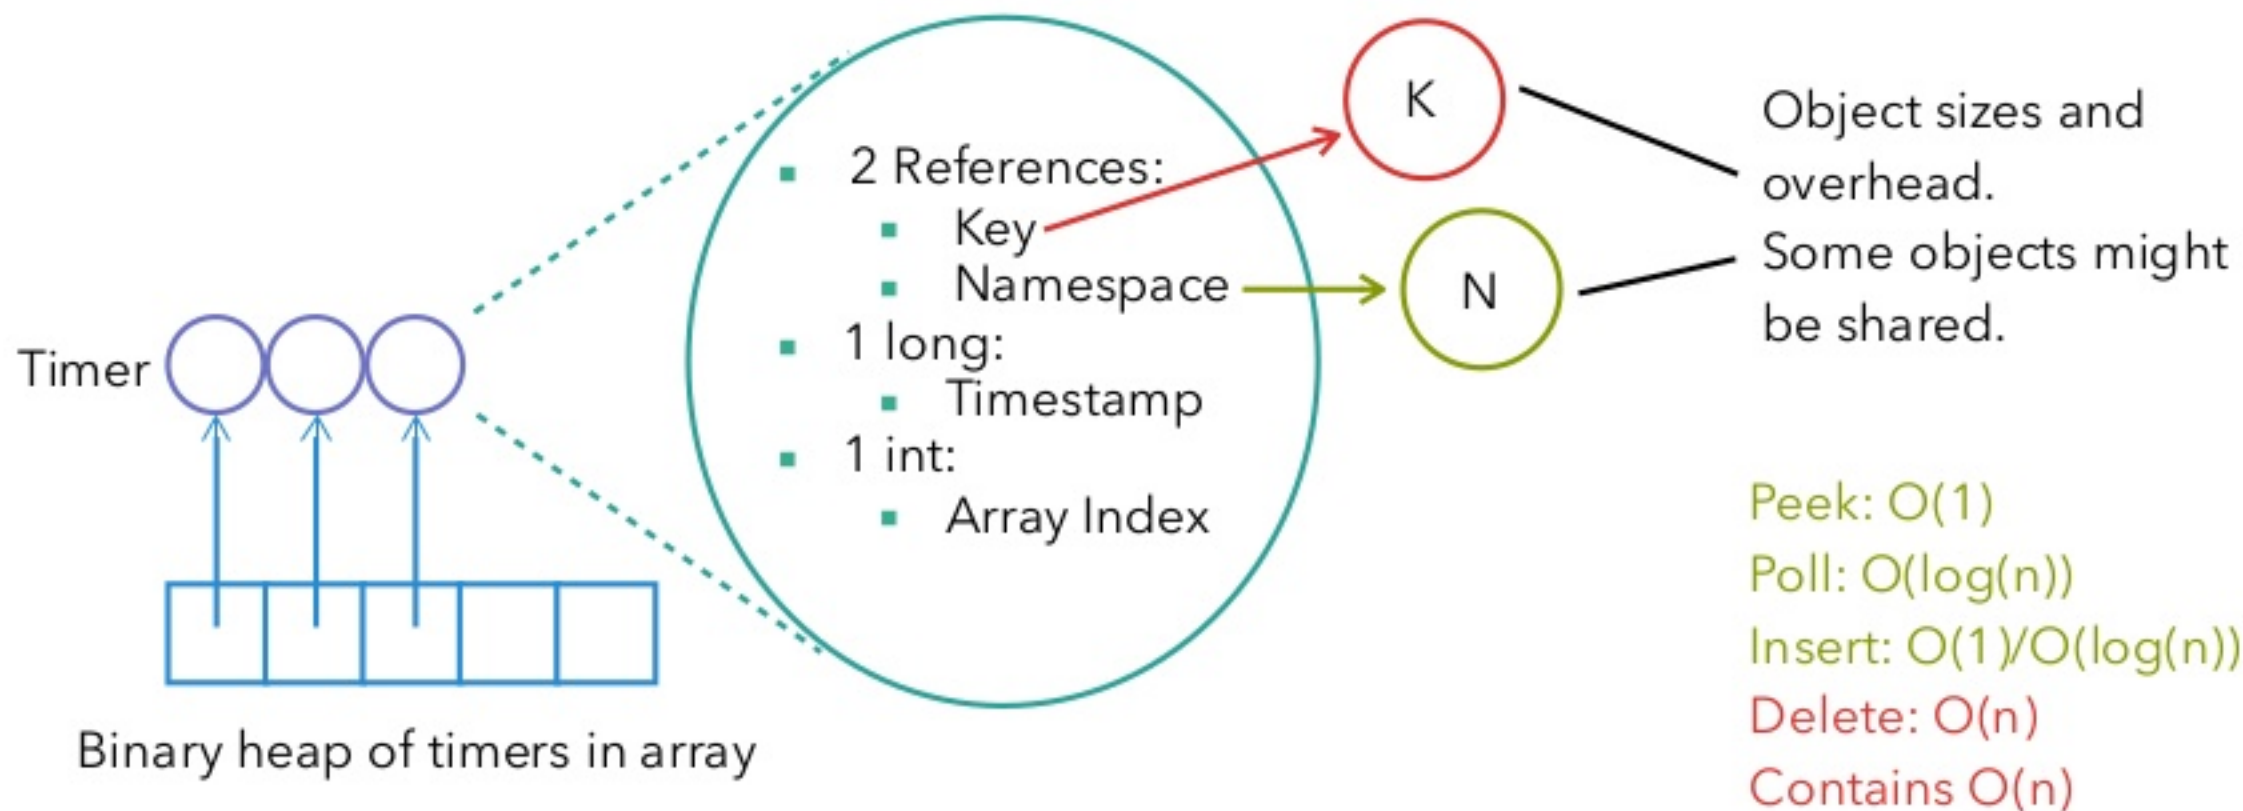 K
Object sizes and
overhead.
Some objects might
be shared.
2 References:
Key
Namespace
N
1 long:
Timestamp
1 int:
Array Index
Timer
Binary heap of timers in array
Peek: O(1)
Poll: O(log(n))
Insert: O(1)/O(log(n))
Delete: O(n)
Contains O(n)